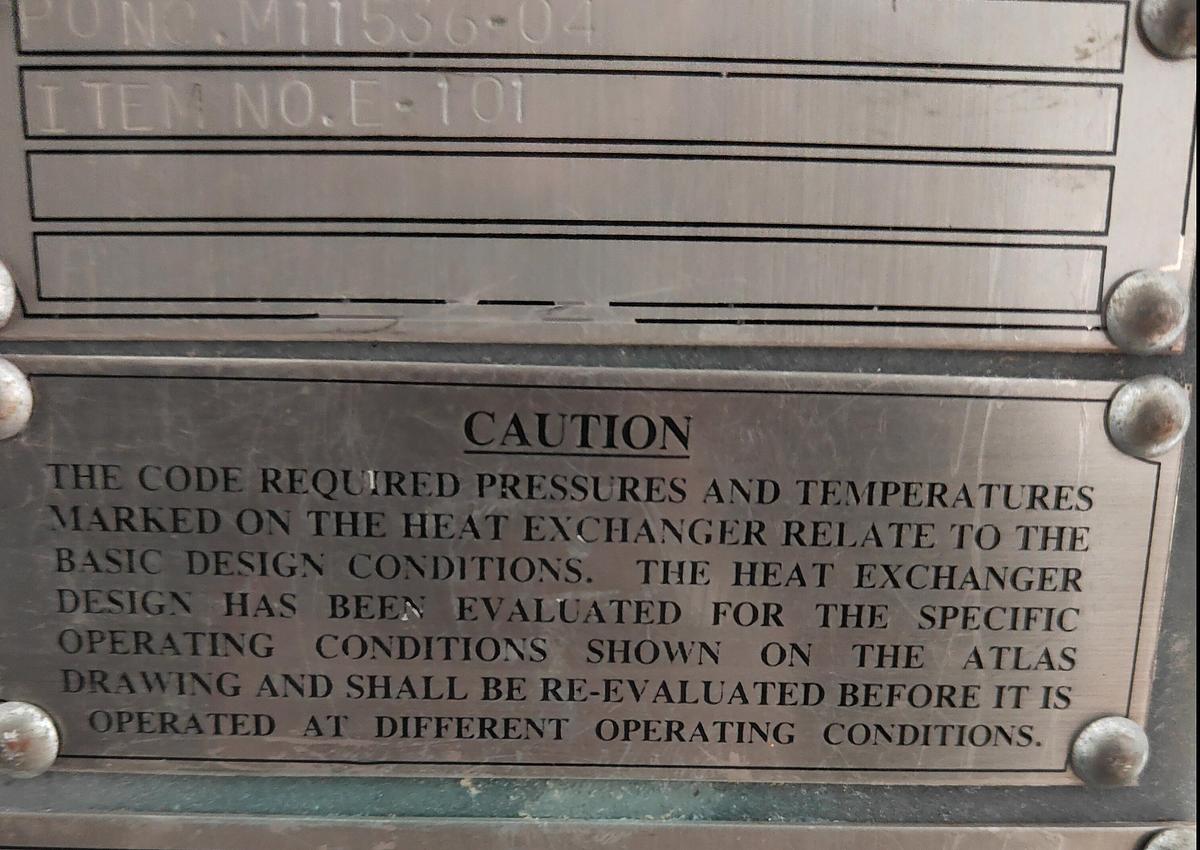 PO NO.M11536-04
ITEM NO.E-101
CAUTION
THE CODE REQUIRED PRESSURES AND TEMPERATURES
MARKED ON THE HEAT EXCHANGER RELATE TO THE
BASIC DESIGN CONDITIONS. THE HEAT EXCHANGER
DESIGN HAS BEEN EVALUATED FOR THE SPECIFIC
OPERATING CONDITIONS SHOWN ON THE ATLAS
DRAWING AND SHALL BE RE-EVALUATED BEFORE IT IS
OPERATED AT DIFFERENT OPERATING CONDITIONS.